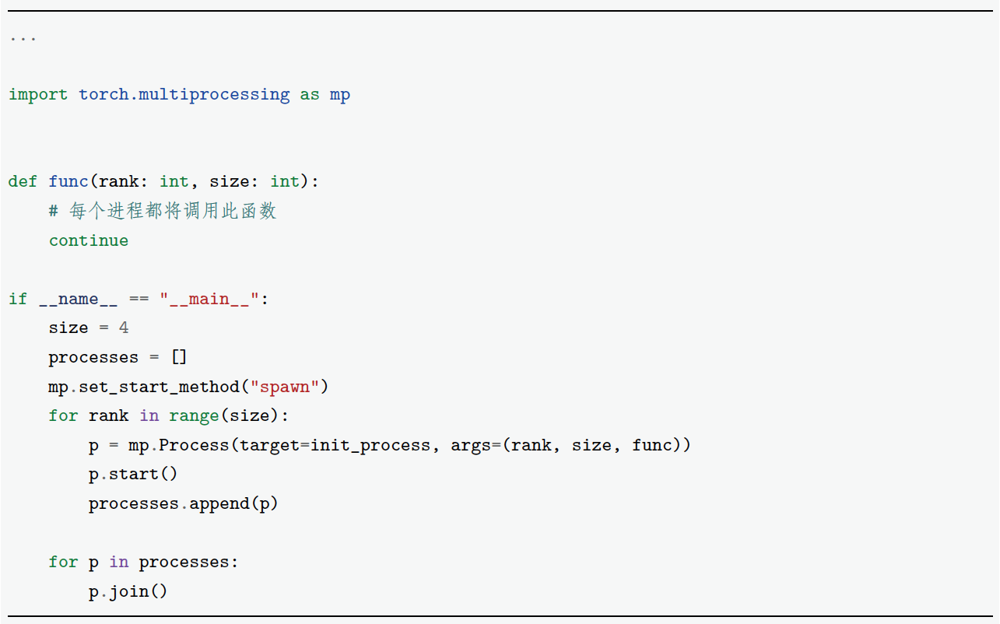 ...
import torch.multiprocessing as mp
def func(rank: int, size: int):
    # 每个进程都将调用此函数
    continue
if __name__ == "__main__":
    size = 4
    processes = []
    mp.set_start_method("spawn")
    for rank in range(size):
        p = mp.Process(target=init_process, args=(rank, size, func))
        p.start()
        processes.append(p)
    for p in processes:
        p.join()